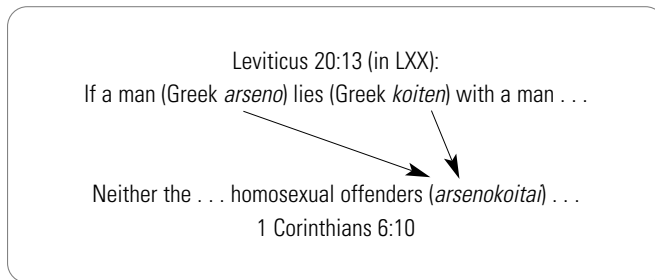 Leviticus 20:13 (in LXX):
If a man (Greek arseno) lies (Greek koiten) with a man . . .
Neither the . . . homosexual offenders (arsenokoitai) . . .
1 Corinthians 6:10